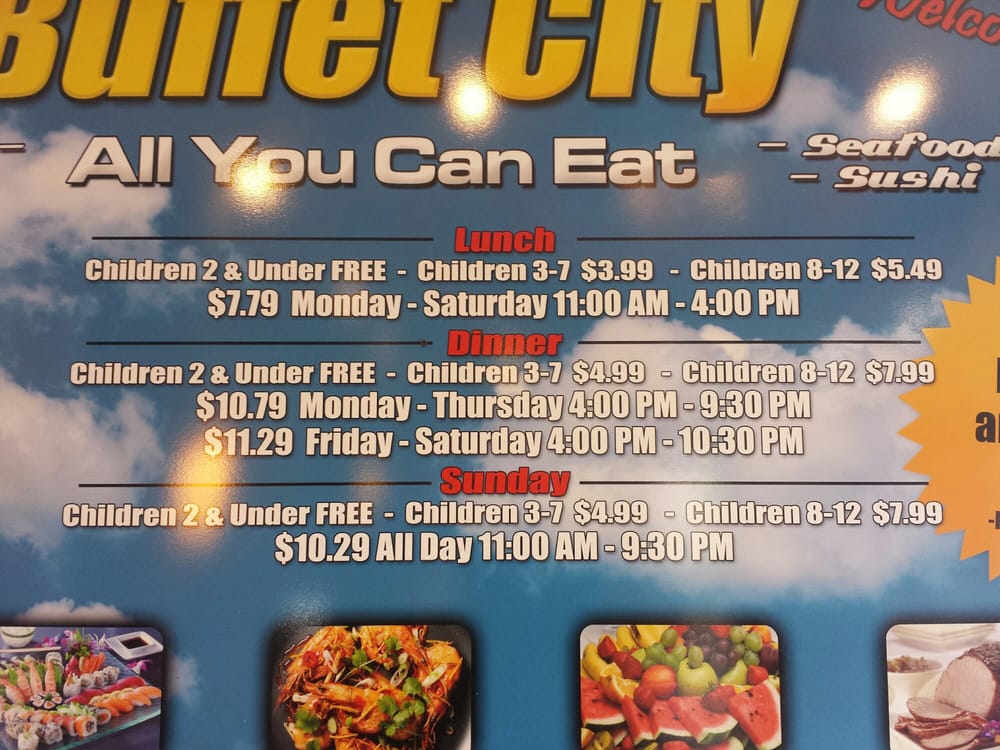 Buffet City
All You Can Eat
- Seafood
- Sushi
Lunch
Children 2 & Under FREE - Children 3-7 $3.99 - Children 8-12 $5.49
$7.79 Monday - Saturday 11:00 AM - 4:00 PM
Dinner
Children 2 & Under FREE - Children 3-7 $4.99 - Children 8-12 $7.99
$10.79 Monday - Thursday 4:00 PM - 9:30 PM
$11.29 Friday - Saturday 4:00 PM - 10:30 PM
Sunday
Children 2 & Under FREE - Children 3-7 $4.99 - Children 8-12 $7.99
$10.29 All Day 11:00 AM - 9:30 PM